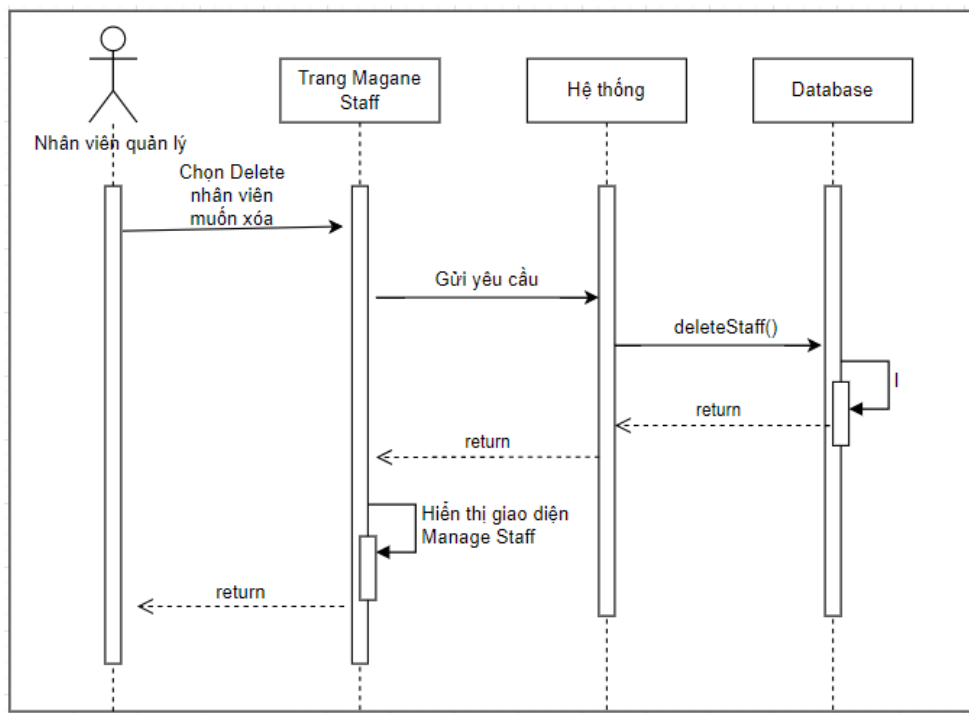 Trang Magane
Staff
Hệ thống
Database
Nhân viên quản lý
Chọn Delete
nhân viên
muốn xóa
Gửi yêu cầu
deleteStaff()
l
return
return
Hiển thị giao diện
Manage Staff
return